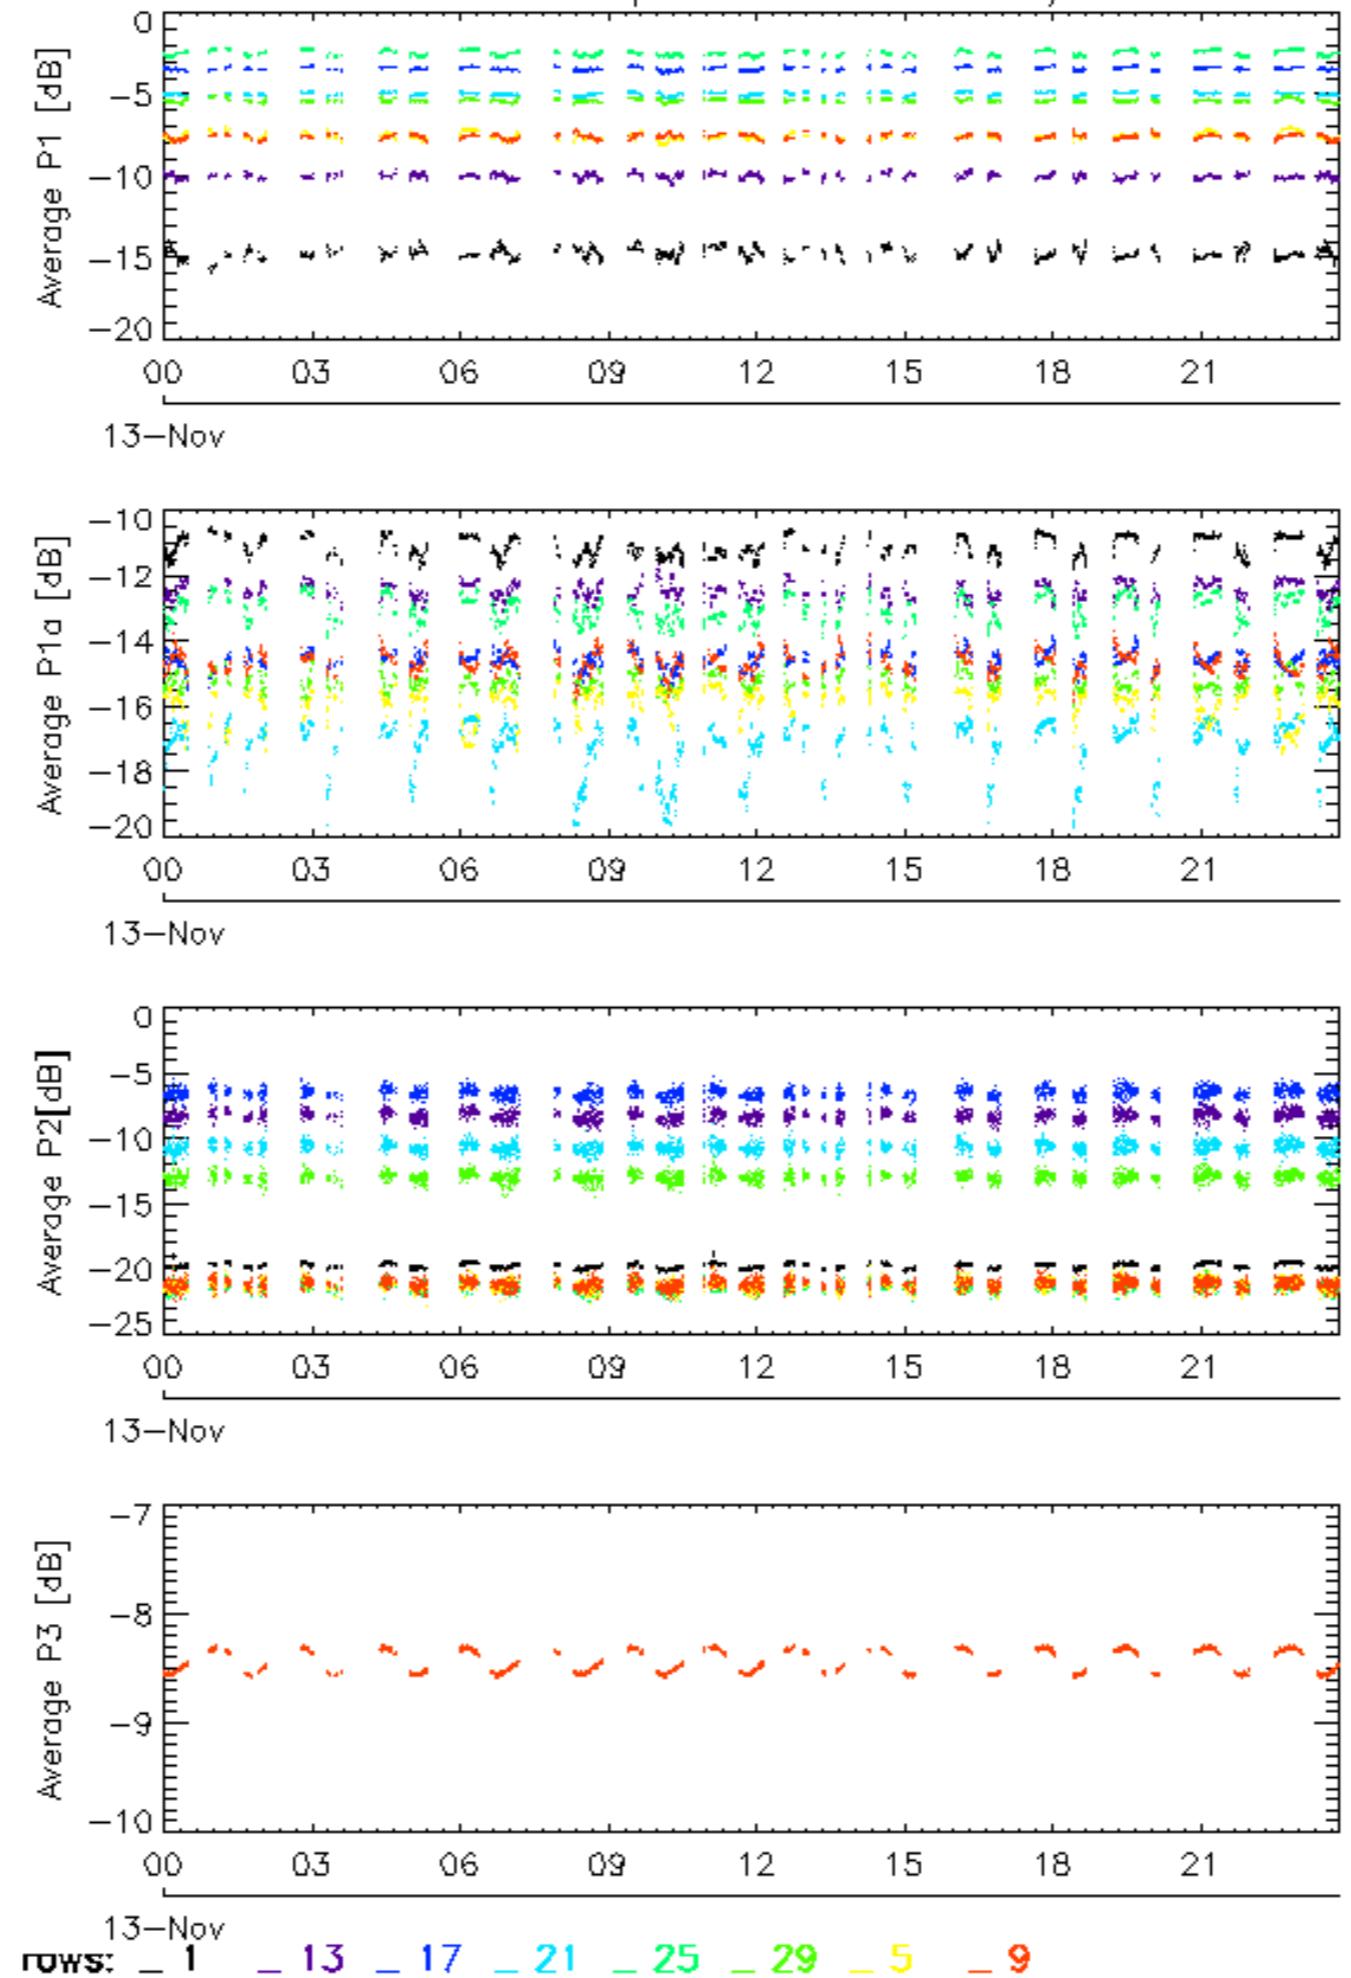 0
−5
−10
−15
−20
Average P1 [dB]
00 03 06 09 12 15 18 21
13−Nov
−10
−12
−14
−16
−18
−20
Average P1a [dB]
00 03 06 09 12 15 18 21
13−Nov
0
−5
−10
−15
−20
−25
Average P2[dB]
00 03 06 09 12 15 18 21
13−Nov
−7
−8
−9
−10
Average P3 [dB]
00 03 06 09 12 15 18 21
13−Nov
rows: _ 1 _ 13 _ 17 _ 21 _ 25 _ 29 _ 5 _ 9